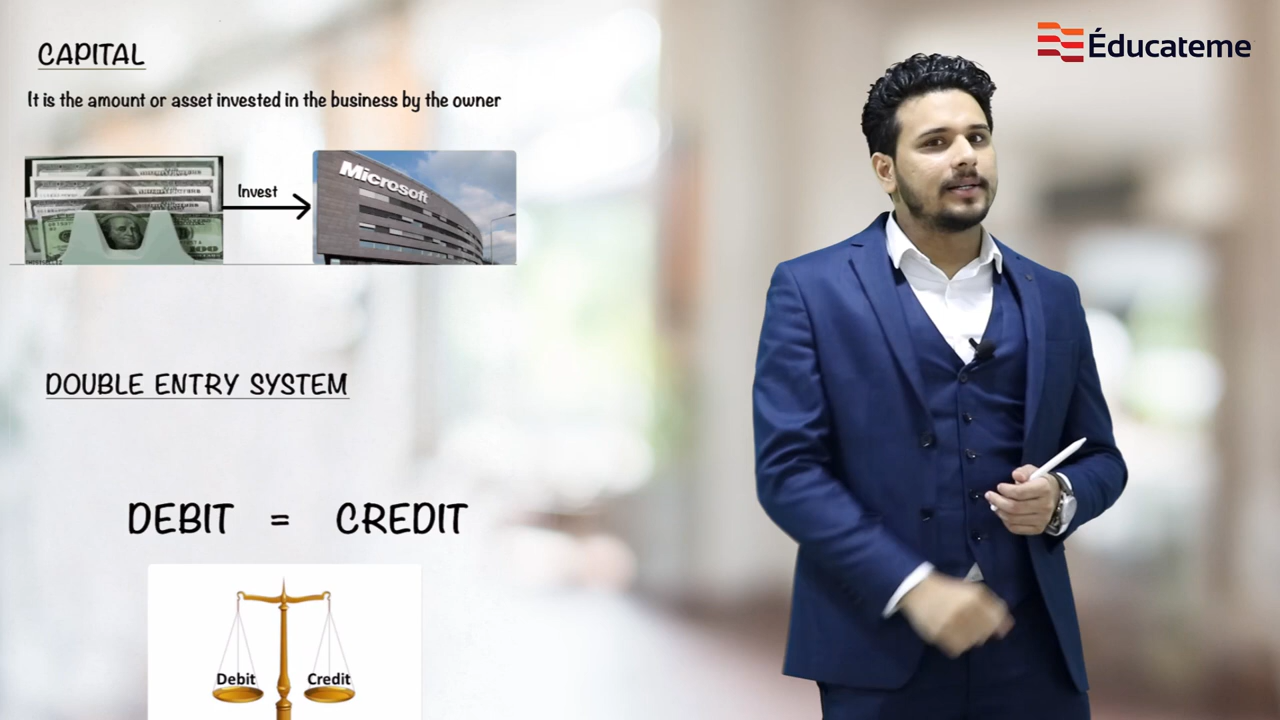 CAPITAL
Éducateme
It is the amount or asset invested in the business by the owner
Invest
Microsoft
DOUBLE ENTRY SYSTEM
DEBIT = CREDIT
Debit Credit